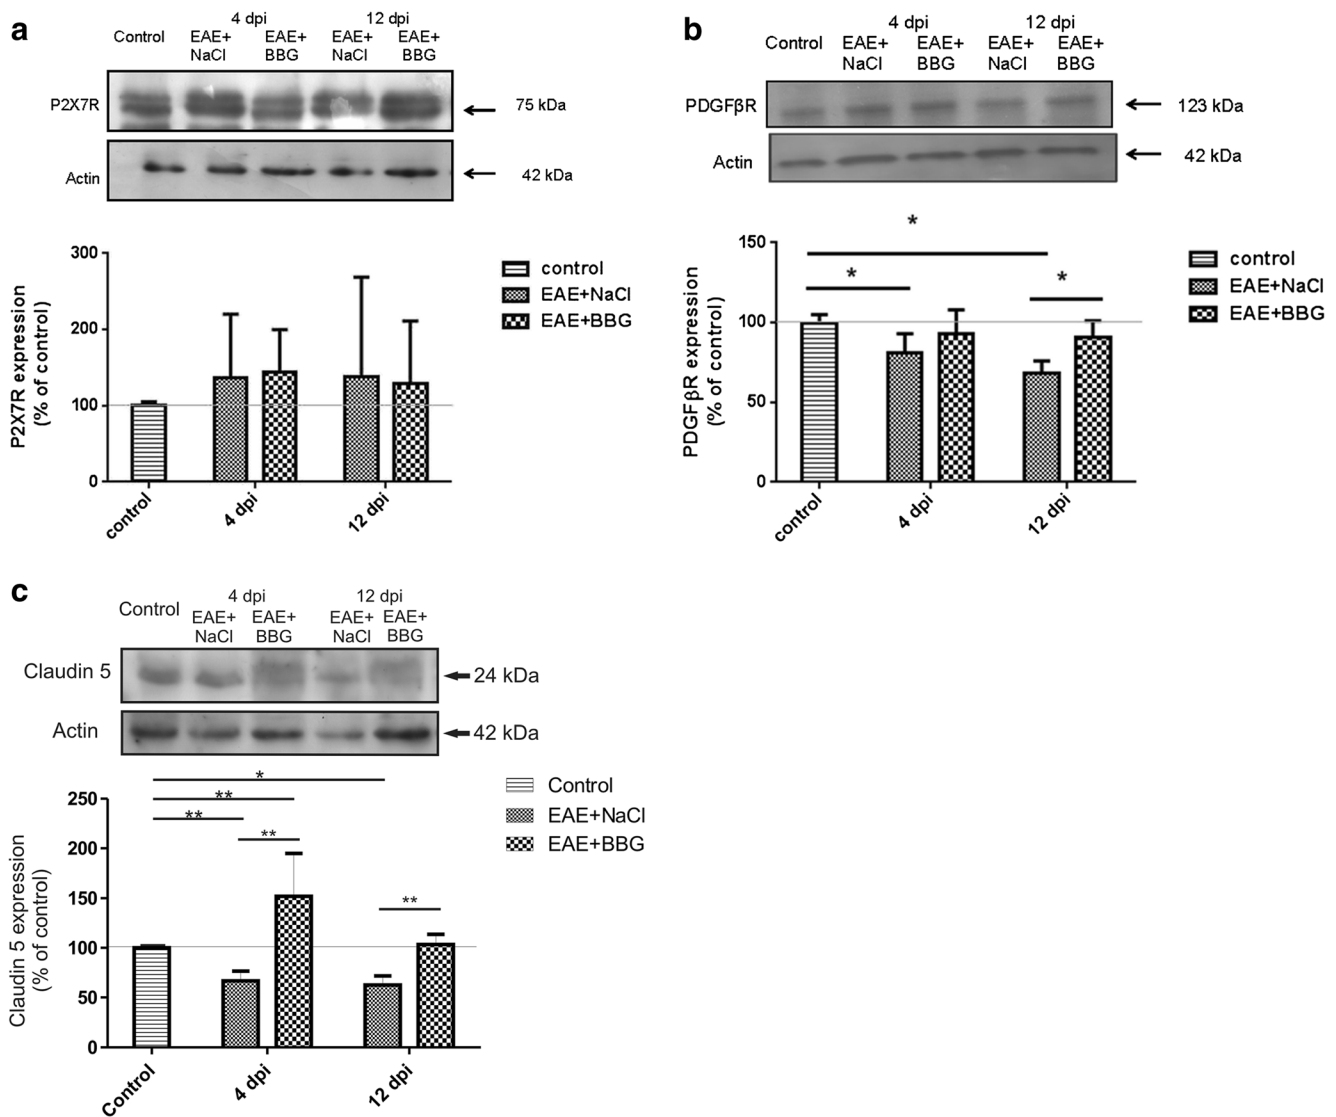 a
4 dpi
12 dpi
Control
EAE+
NaCl
EAE+
BBG
EAE+
NaCl
EAE+
BBG
P2X7R
75 kDa
Actin
42 kDa
P2X7R expression
(% of control)
300
200
100
0
control
4 dpi
12 dpi
control
EAE+NaCl
EAE+BBG
b
4 dpi
12 dpi
Control
EAE+
NaCl
EAE+
BBG
EAE+
NaCl
EAE+
BBG
PDGFβR
123 kDa
Actin
42 kDa
PDGFβR expression
(% of control)
150
100
50
0
*
*
*
control
4 dpi
12 dpi
control
EAE+NaCl
EAE+BBG
c
4 dpi
12 dpi
Control
EAE+
NaCl
EAE+
BBG
EAE+
NaCl
EAE+
BBG
Claudin 5
24 kDa
Actin
42 kDa
Claudin 5 expression
(% of control)
250
200
150
100
50
0
*
**
**
**
**
Control
4 dpi
12 dpi
Control
EAE+NaCl
EAE+BBG